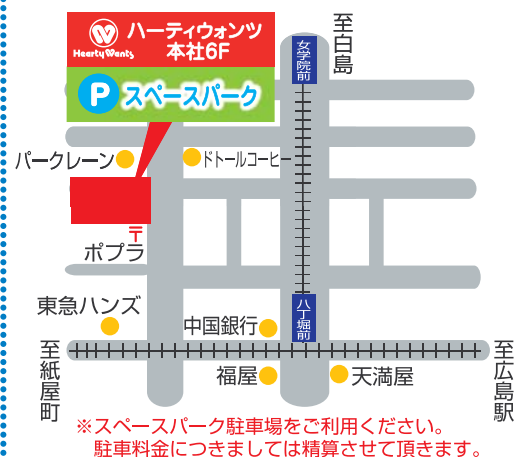 ハーティウォンツ
本社6F
HeartyWants
P スペースパーク
至白島
女学院前
パークレーン
ドトールコーヒー
〒
ポプラ
東急ハンズ
中国銀行
八丁堀前
至紙屋町
福屋
天満屋
至広島駅
※スペースパーク駐車場をご利用ください。
駐車料金につきましては精算させて頂きます。